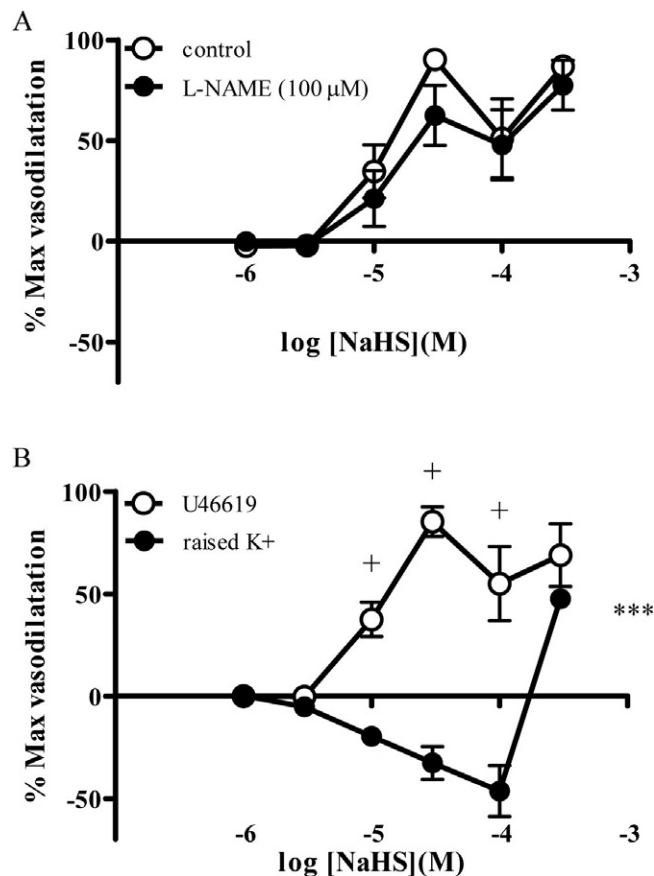 A
control
L-NAME (100 μM)
100
50
0
-50
% Max vasodilatation
-6
-5
-4
-3
log [NaHS](M)
B
U46619
raised K+
+
+
+
100
50
0
-50
% Max vasodilatation
***
-6
-5
-4
-3
log [NaHS](M)